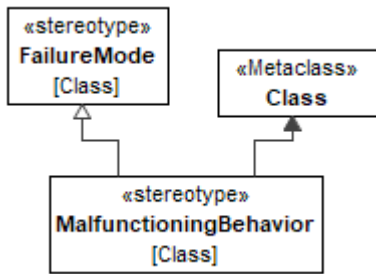 «stereotype»
FailureMode
[Class]
«Metaclass»
Class
«stereotype»
MalfunctioningBehavior
[Class]